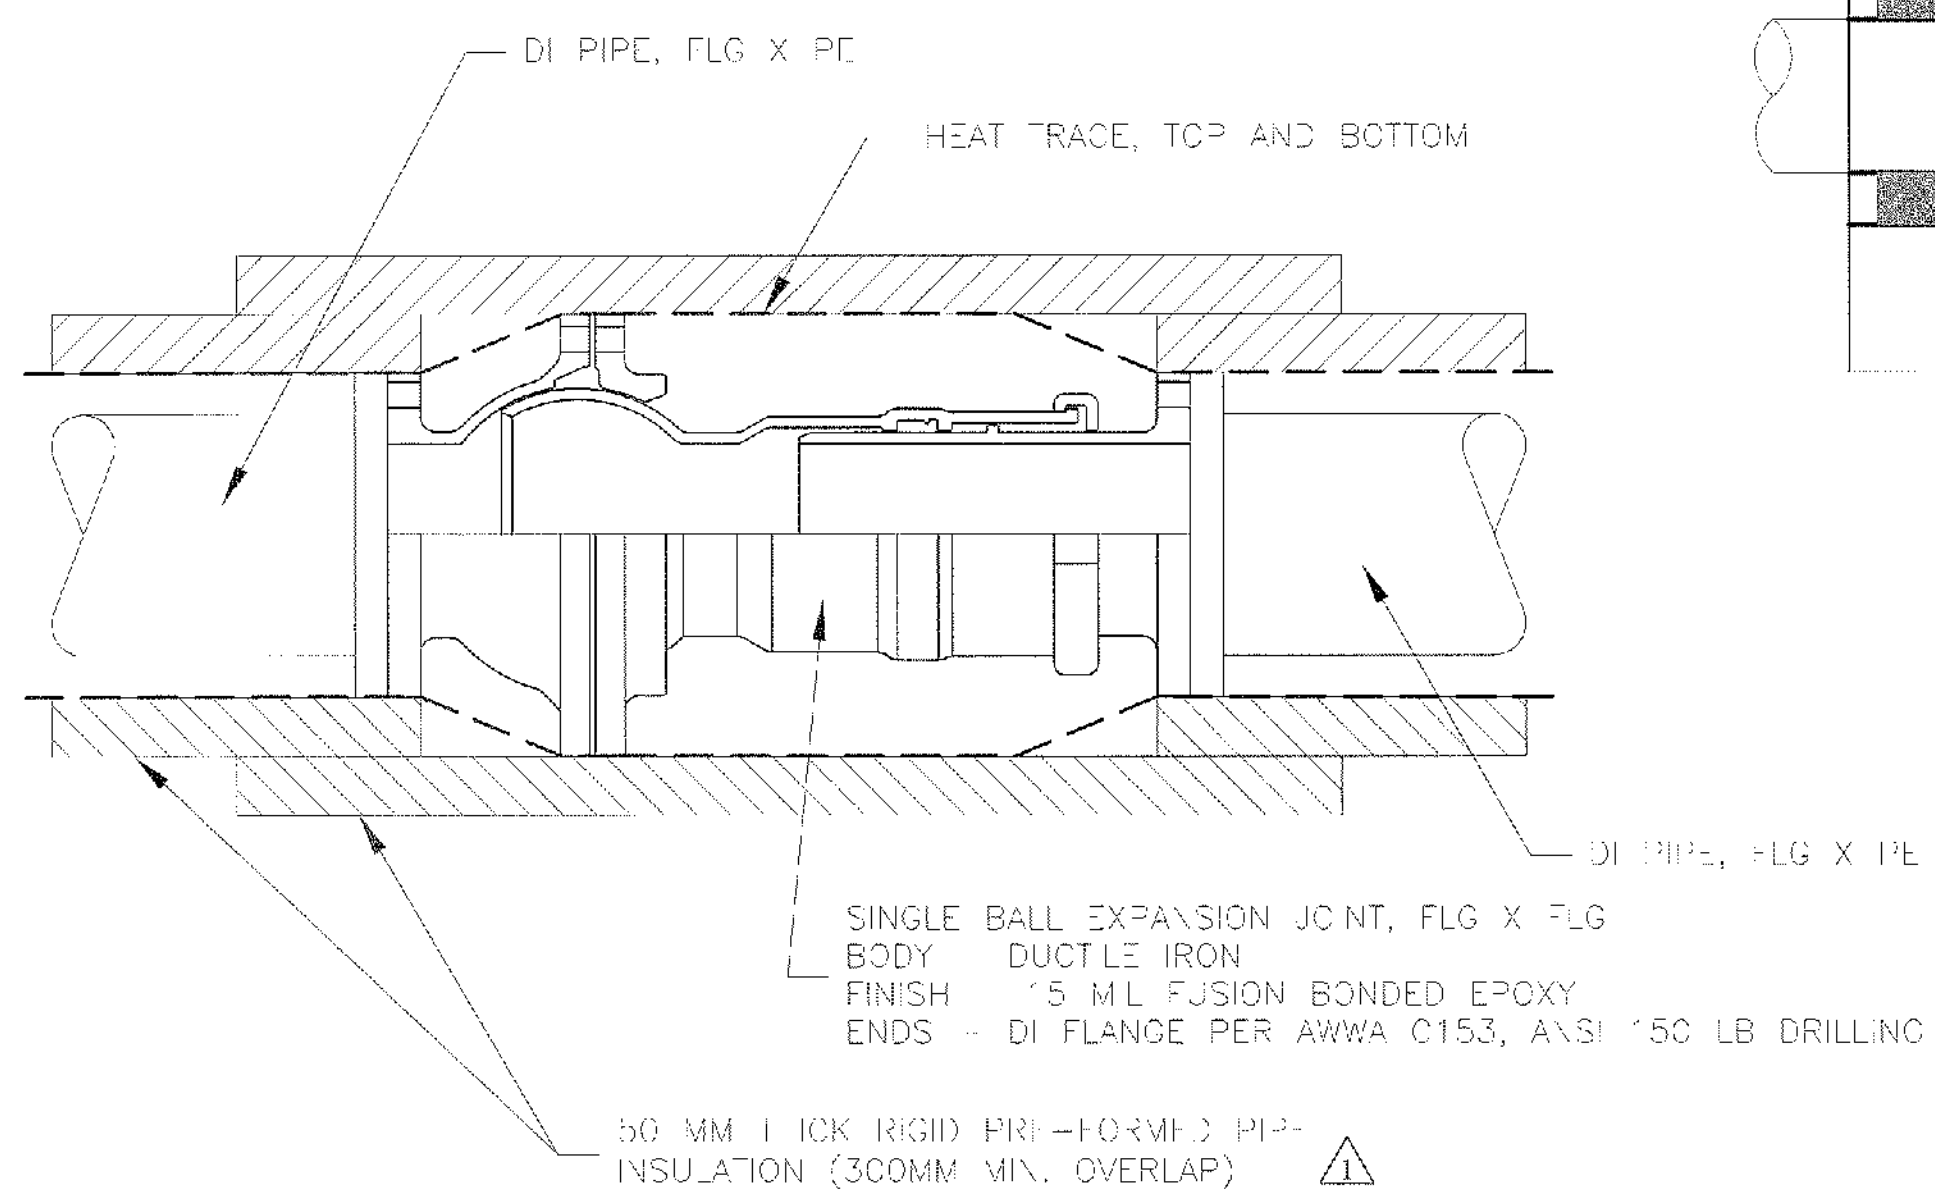 DI PIPE, FLG X PE
HEAT TRACE, TOP AND BOTTOM
DI PIPE, FLG X PE
SINGLE BALL EXPANSION JOINT, FLG X FLG
BODY DUCTILE IRON
FINISH 15 MIL FUSION BONDED EPOXY
ENDS - DI FLANGE PER AWWA C153, ANSI 150 LB DRILLING
50 MM THICK RIGID PRE-FORMED PIPE
INSULATION (300MM MIN. OVERLAP)
1